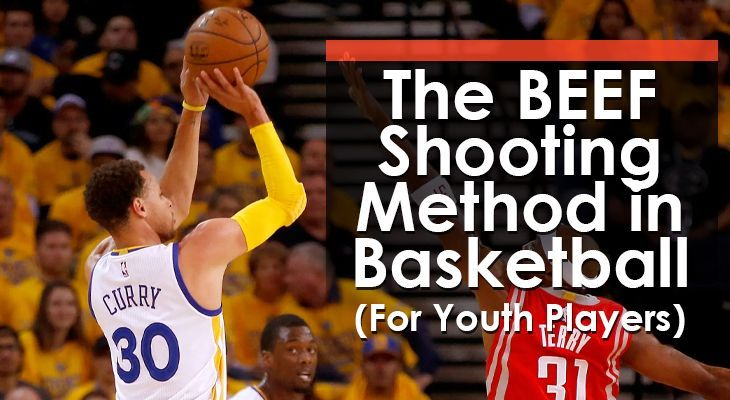 The BEEF
Shooting
Method in
Basketball
(For Youth Players)
CURRY
30
TERRY
31